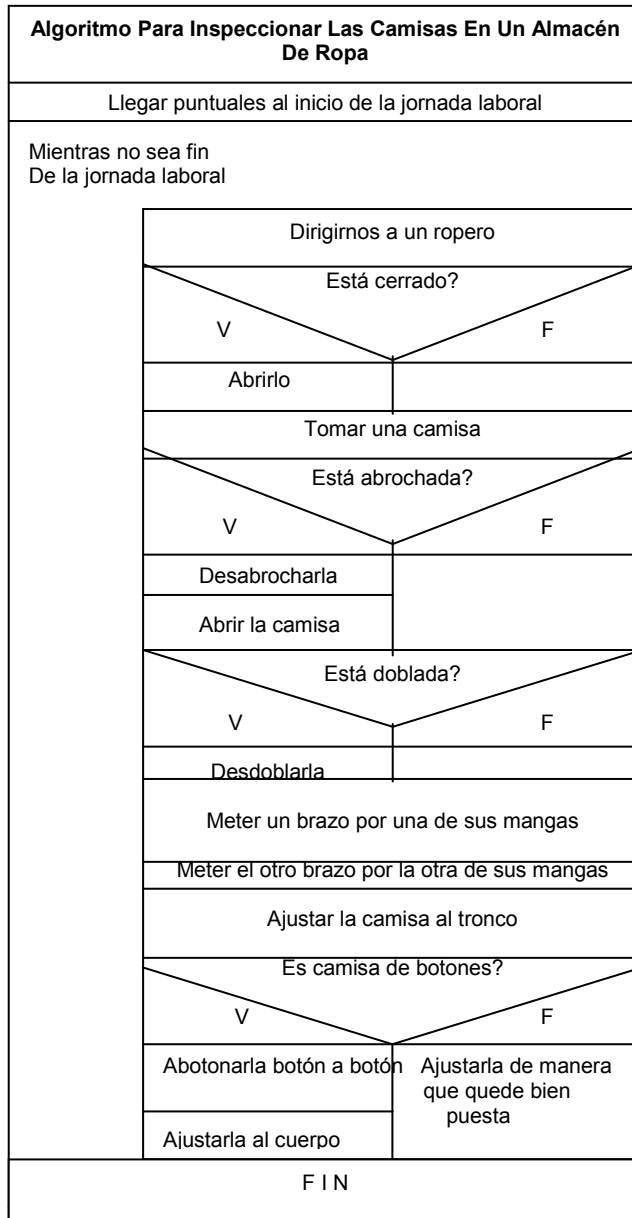 Algoritmo Para Inspeccionar Las Camisas En Un Almacén
De Ropa
Llegar puntuales al inicio de la jornada laboral
Mientras no sea fin
De la jornada laboral
Dirigirnos a un ropero
Está cerrado?
V F
Abrirlo
Tomar una camisa
Está abrochada?
V F
Desabrocharla
Abrir la camisa
Está doblada?
V F
Desdoblarla
Meter un brazo por una de sus mangas
Meter el otro brazo por la otra de sus mangas
Ajustar la camisa al tronco
Es camisa de botones?
V F
Abotonarla botón a botón
Ajustarla al cuerpo
Ajustarla de manera
que quede bien
puesta
F I N